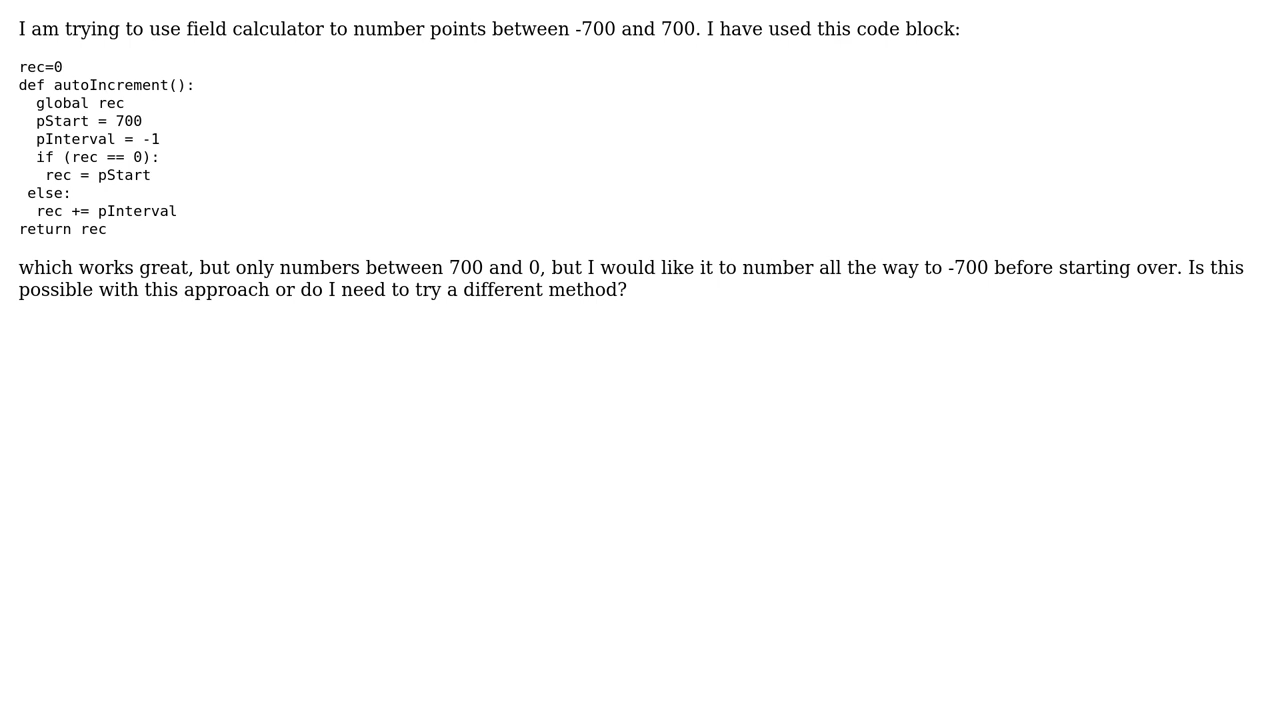 I am trying to use field calculator to number points between -700 and 700. I have used this code block:
rec=0
def autoIncrement():
  global rec
  pStart = 700
  pInterval = -1
  if (rec == 0):
   rec = pStart
 else:
  rec += pInterval
return rec
which works great, but only numbers between 700 and 0, but I would like it to number all the way to -700 before starting over. Is this
possible with this approach or do I need to try a different method?